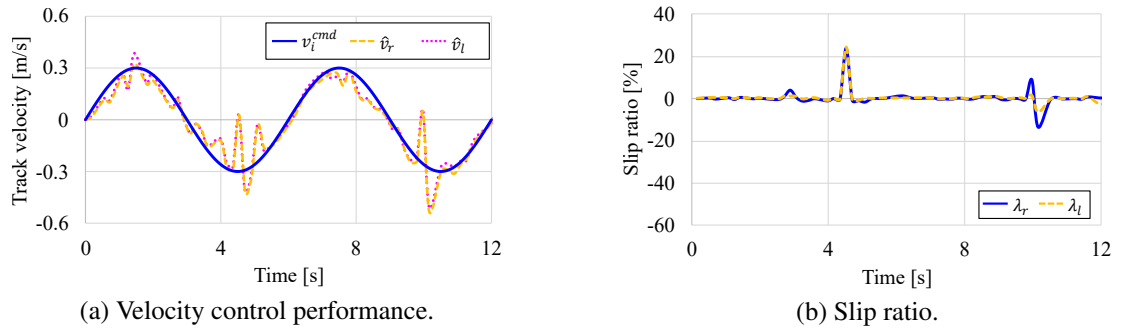 0.6
0.3
0
-0.3
-0.6
Track velocity [m/s]
v_i^{cmd} v̂_r v̂_l
0 4 8 12
Time [s]
(a) Velocity control performance.
40
20
0
-20
-40
-60
Slip ratio [%]
λ_r λ_l
0 4 8 12
Time [s]
(b) Slip ratio.